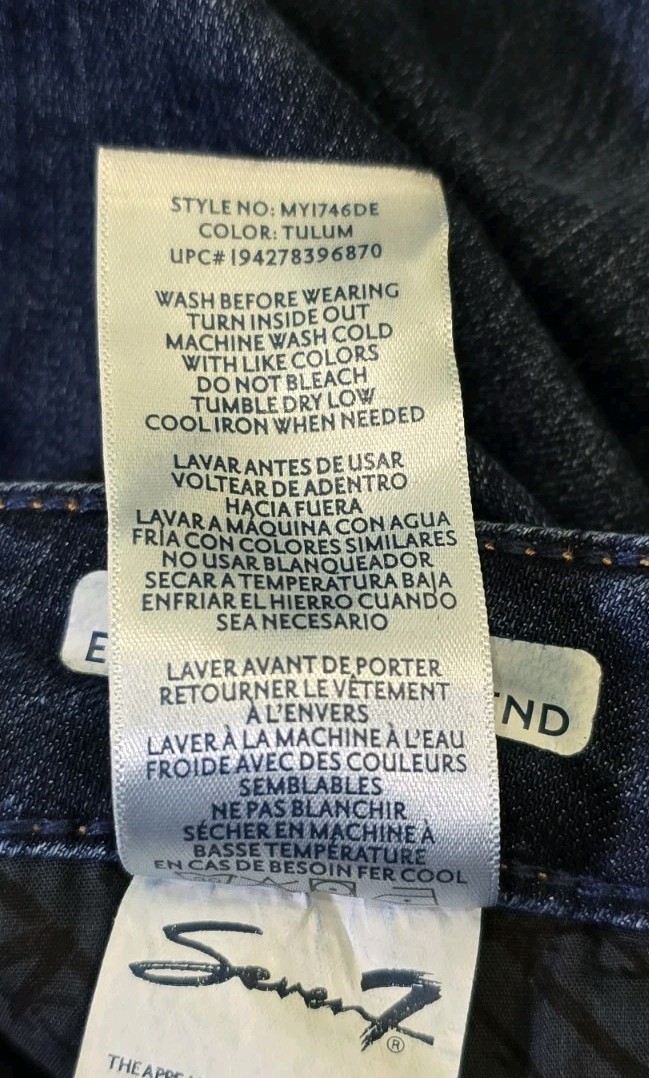 STYLE NO: MY1746DE
COLOR: TULUM
UPC# 194278396870
WASH BEFORE WEARING
TURN INSIDE OUT
MACHINE WASH COLD
WITH LIKE COLORS
DO NOT BLEACH
TUMBLE DRY LOW
COOL IRON WHEN NEEDED
LAVAR ANTES DE USAR
VOLTEAR DE ADENTRO
HACIA FUERA
LAVAR A MÁQUINA CON AGUA
FRÍA CON COLORES SIMILARES
NO USAR BLANQUEADOR
SECAR A TEMPERATURA BAJA
ENFRIAR EL HIERRO CUANDO
SEA NECESARIO
LAVER AVANT DE PORTER
RETOURNER LE VÊTEMENT
À L'ENVERS
LAVER À LA MACHINE À L'EAU
FROIDE AVEC DES COULEURS
SEMBLABLES
NE PAS BLANCHIR
SÉCHER EN MACHINE À
BASSE TEMPÉRATURE
EN CAS DE BESOIN FER COOL
Seven7
®
THE